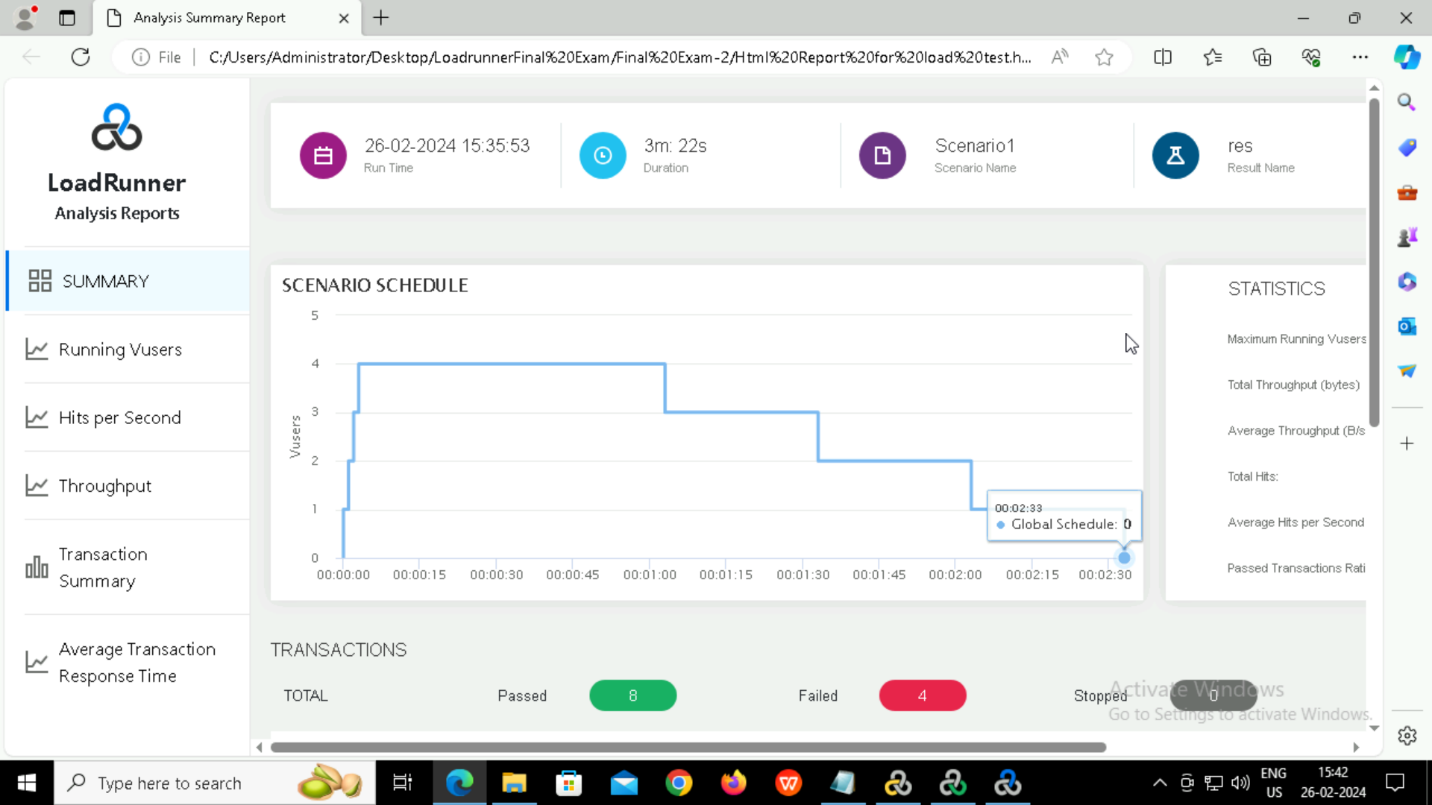 Analysis Summary Report
File
C:/Users/Administrator/Desktop/LoadrunnerFinal%20Exam/Final%20Exam-2/Html%20Report%20for%20load%20test.h...
LoadRunner
Analysis Reports
SUMMARY
Running Vusers
Hits per Second
Throughput
Transaction
Summary
Average Transaction
Response Time
26-02-2024 15:35:53
Run Time
3m: 22s
Duration
Scenario1
Scenario Name
res
Result Name
SCENARIO SCHEDULE
5
4
3
2
1
0
Vusers
00:00:00 00:00:15 00:00:30 00:00:45 00:01:00 00:01:15 00:01:30 00:01:45 00:02:00 00:02:15 00:02:30
00:02:33
Global Schedule: 0
STATISTICS
Maximum Running Vusers
Total Throughput (bytes)
Average Throughput (B/s
Total Hits:
Average Hits per Second
Passed Transactions Rati
TRANSACTIONS
TOTAL Passed 8 Failed 4 Stopped 0
Activate Windows
Go to Settings to activate Windows.
Type here to search
ENG
US
15:42
26-02-2024